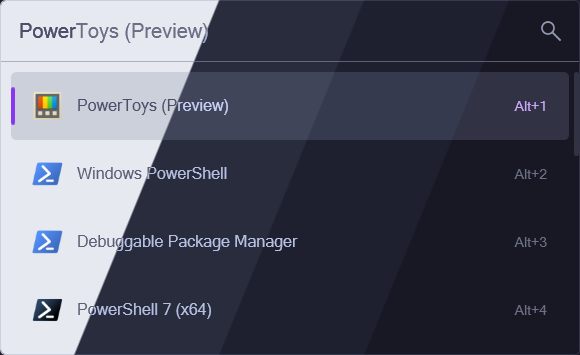 PowerToys (Preview)
PowerToys (Preview) Alt+1
Windows PowerShell Alt+2
Debuggable Package Manager Alt+3
PowerShell 7 (x64) Alt+4